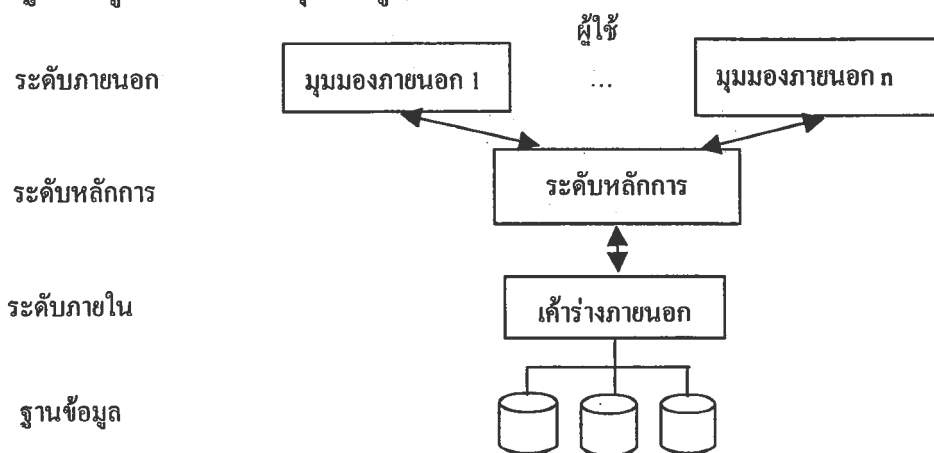 ผู้ใช้
ระดับภายนอก มุมมองภายนอก 1 ... มุมมองภายนอก n
ระดับหลักการ ระดับหลักการ
ระดับภายใน เค้าร่างภายนอก
ฐานข้อมูล